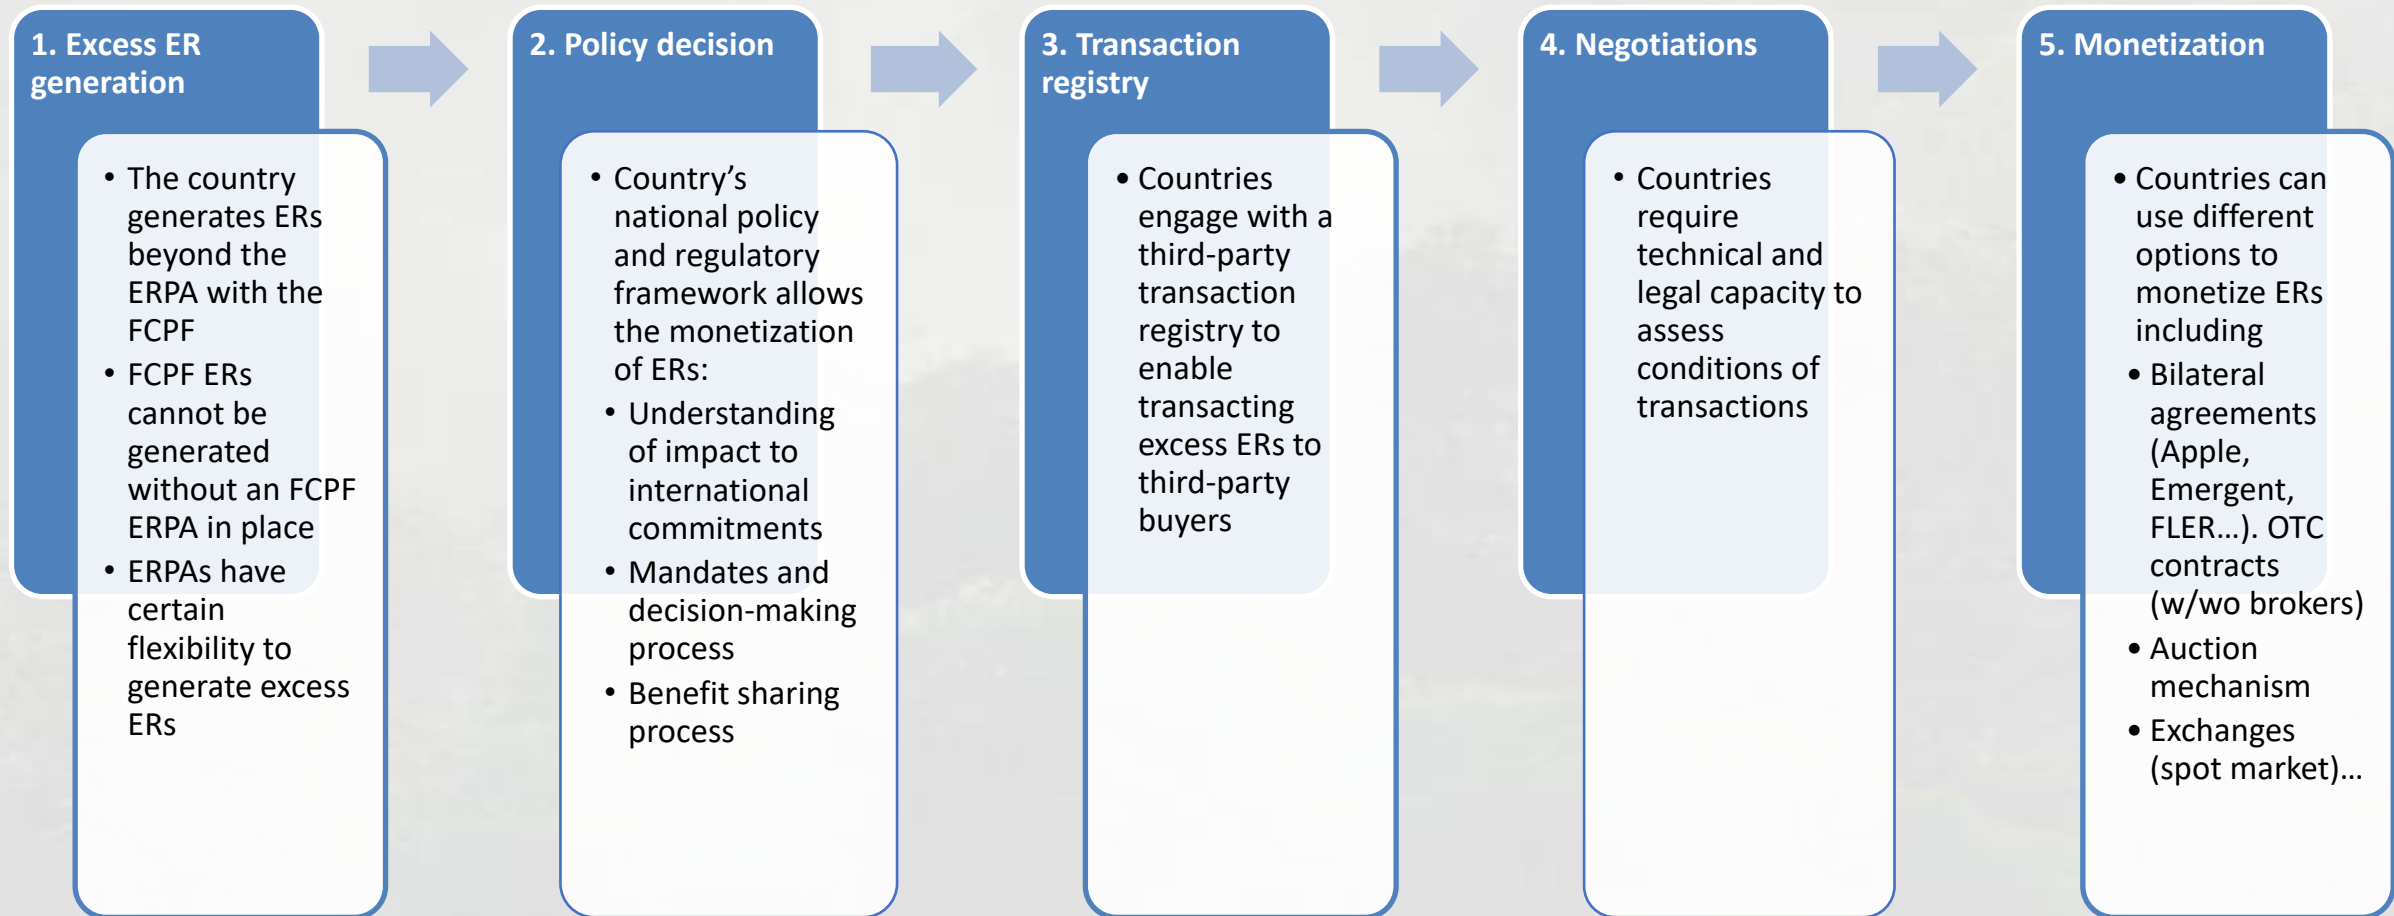 1. Excess ER
generation
• The country
generates ERs
beyond the
ERPA with the
FCPF
• FCPF ERs
cannot be
generated
without an FCPF
ERPA in place
• ERPAs have
certain
flexibility to
generate excess
ERs
2. Policy decision
• Country’s
national policy
and regulatory
framework allows
the monetization
of ERs:
• Understanding
of impact to
international
commitments
• Mandates and
decision-making
process
• Benefit sharing
process
3. Transaction
registry
• Countries
engage with a
third-party
transaction
registry to
enable
transacting
excess ERs to
third-party
buyers
4. Negotiations
• Countries
require
technical and
legal capacity to
assess
conditions of
transactions
5. Monetization
• Countries can
use different
options to
monetize ERs
including
• Bilateral
agreements
(Apple,
Emergent,
FLER…). OTC
contracts
(w/wo brokers)
• Auction
mechanism
• Exchanges
(spot market)…